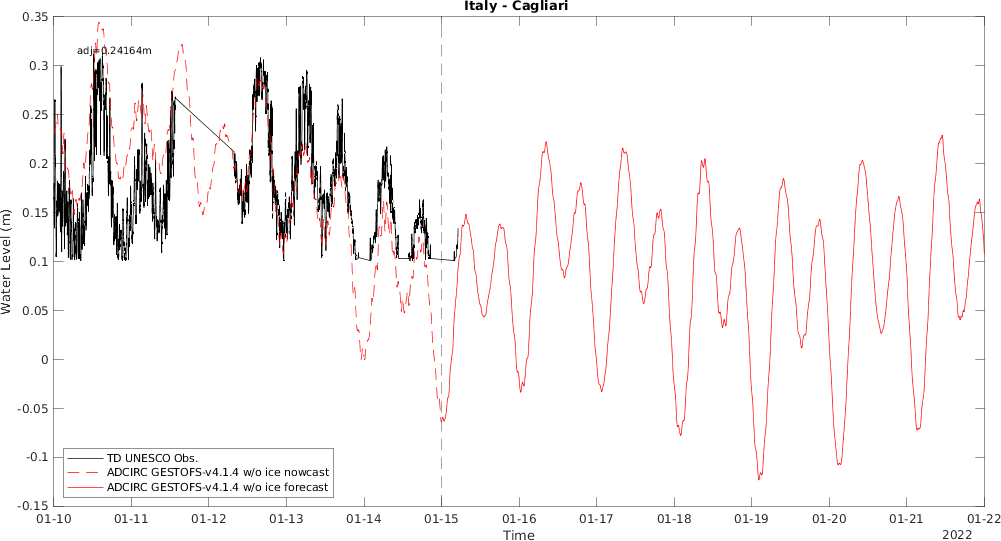 Italy - Cagliari
0.35
adj=0.24164m
0.3
0.25
0.2
0.15
0.1
0.05
0
-0.05
-0.1
-0.15
Water Level (m)
TD UNESCO Obs.
ADCIRC GESTOFS-v4.1.4 w/o ice nowcast
ADCIRC GESTOFS-v4.1.4 w/o ice forecast
01-10 01-11 01-12 01-13 01-14 01-15 01-16 01-17 01-18 01-19 01-20 01-21 01-22
Time
2022